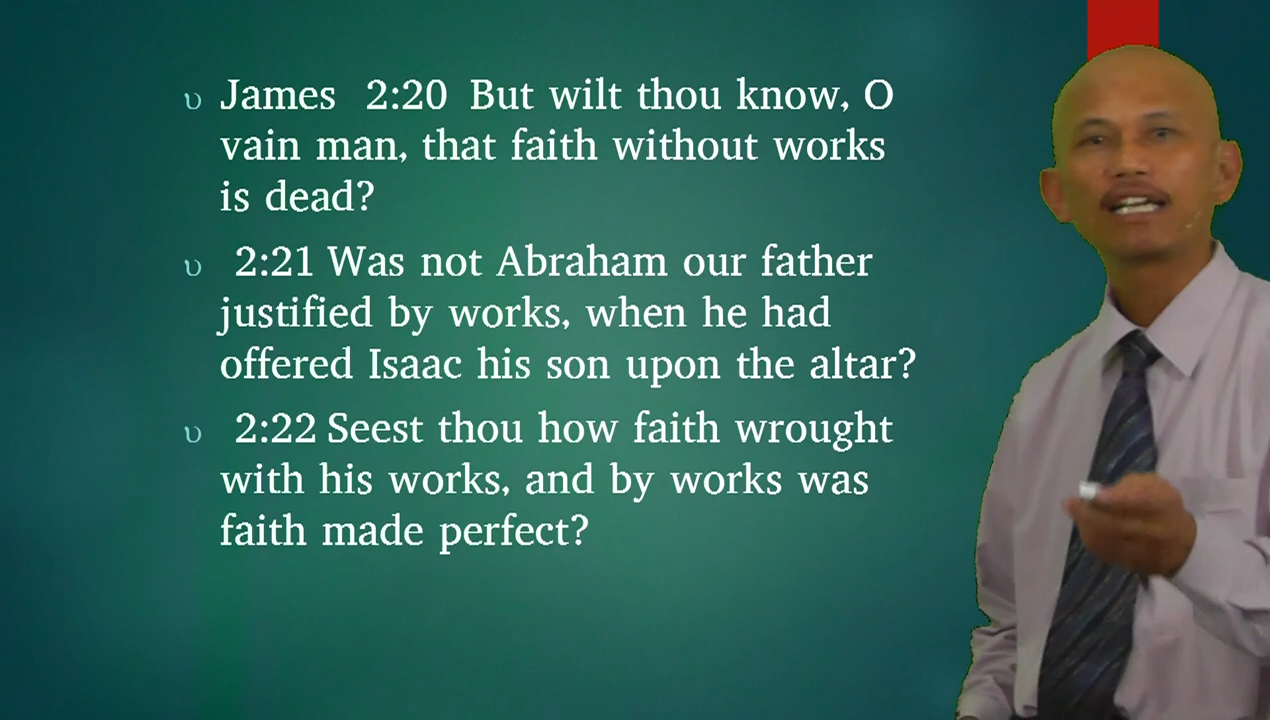 James 2:20 But wilt thou know, O
vain man, that faith without works
is dead?
2:21 Was not Abraham our father
justified by works, when he had
offered Isaac his son upon the altar?
2:22 Seest thou how faith wrought
with his works, and by works was
faith made perfect?